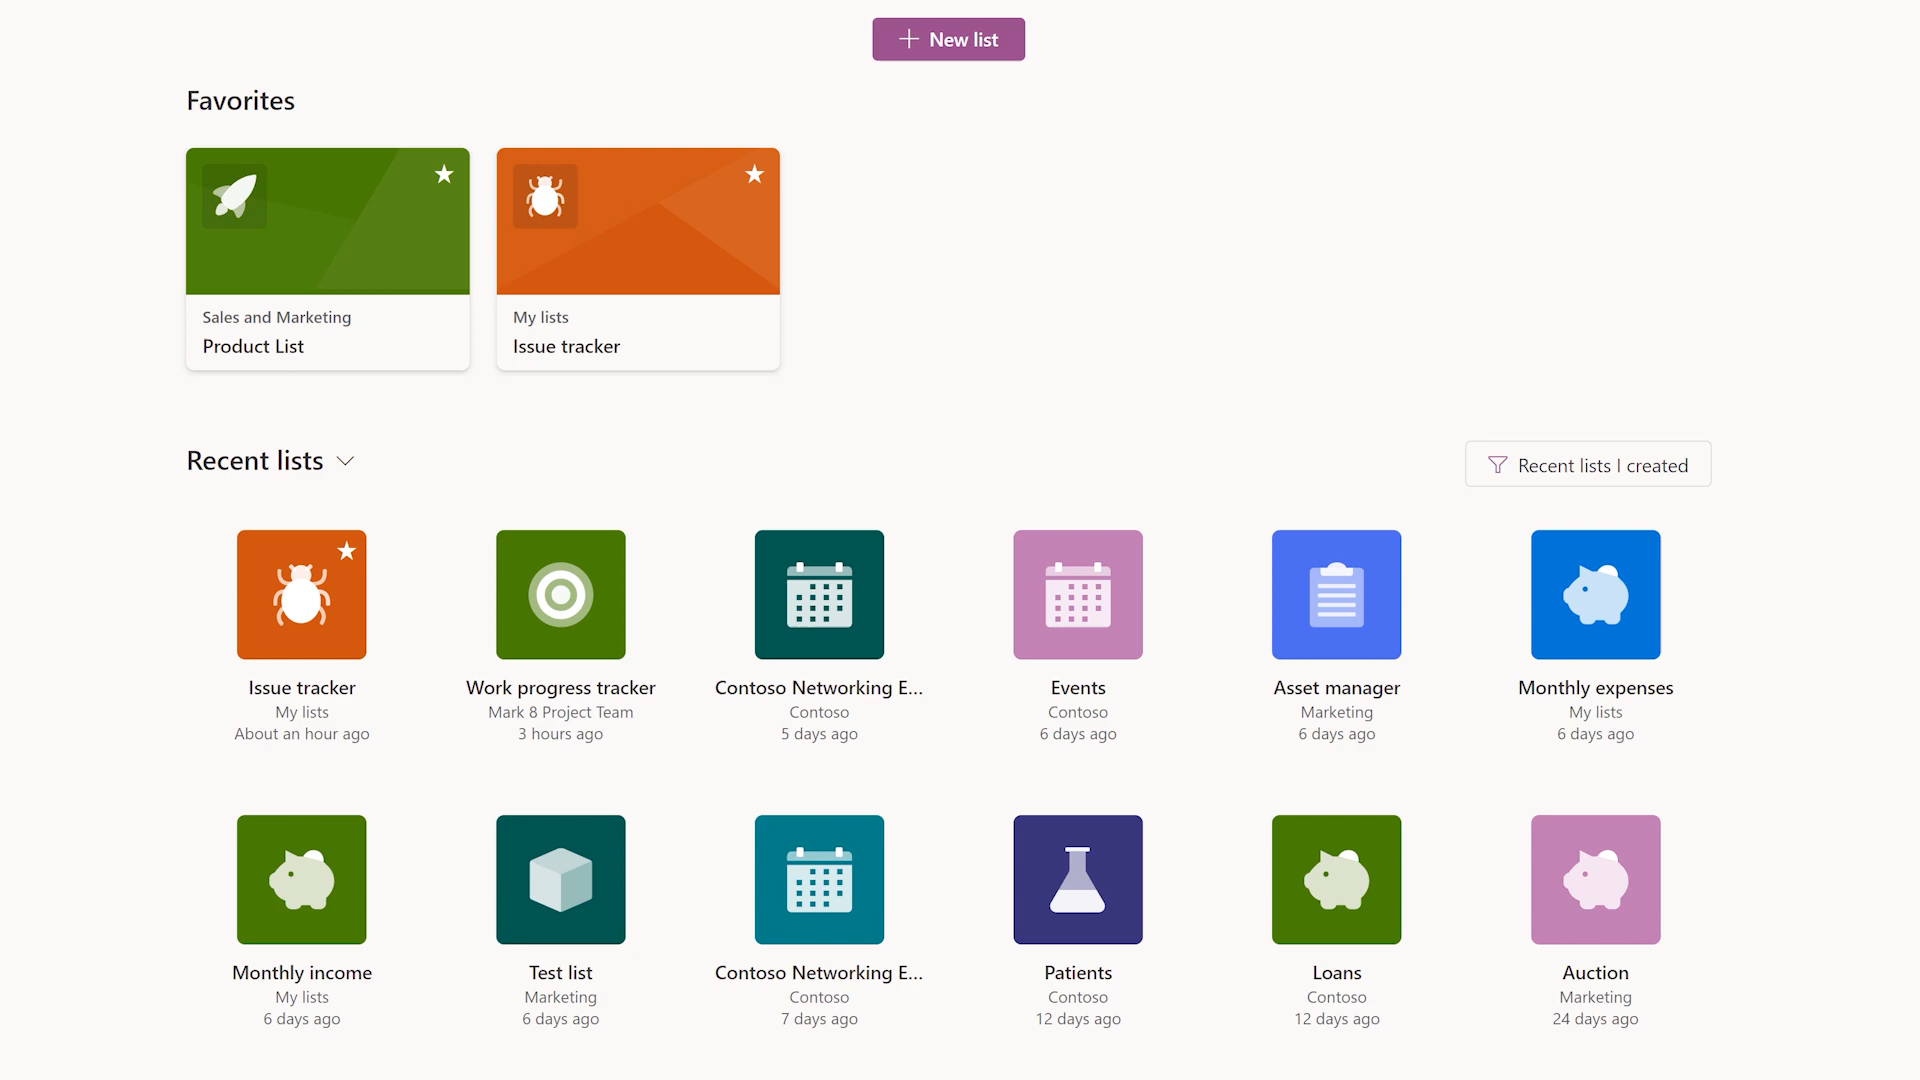 New list
Favorites
Sales and Marketing
Product List
My lists
Issue tracker
Recent lists
Recent lists I created
Issue tracker
My lists
About an hour ago
Work progress tracker
Mark 8 Project Team
3 hours ago
Contoso Networking E...
Contoso
5 days ago
Events
Contoso
6 days ago
Asset manager
Marketing
6 days ago
Monthly expenses
My lists
6 days ago
Monthly income
My lists
6 days ago
Test list
Marketing
6 days ago
Contoso Networking E...
Contoso
7 days ago
Patients
Contoso
12 days ago
Loans
Contoso
12 days ago
Auction
Marketing
24 days ago